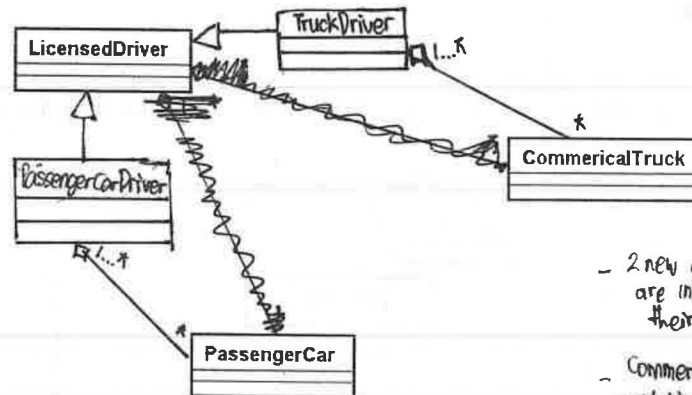 TruckDriver
LicensedDriver
1...*
*
CommericalTruck
PassengerCarDriver
1...*
*
PassengerCar
- 2 new
are in
their
- Commer